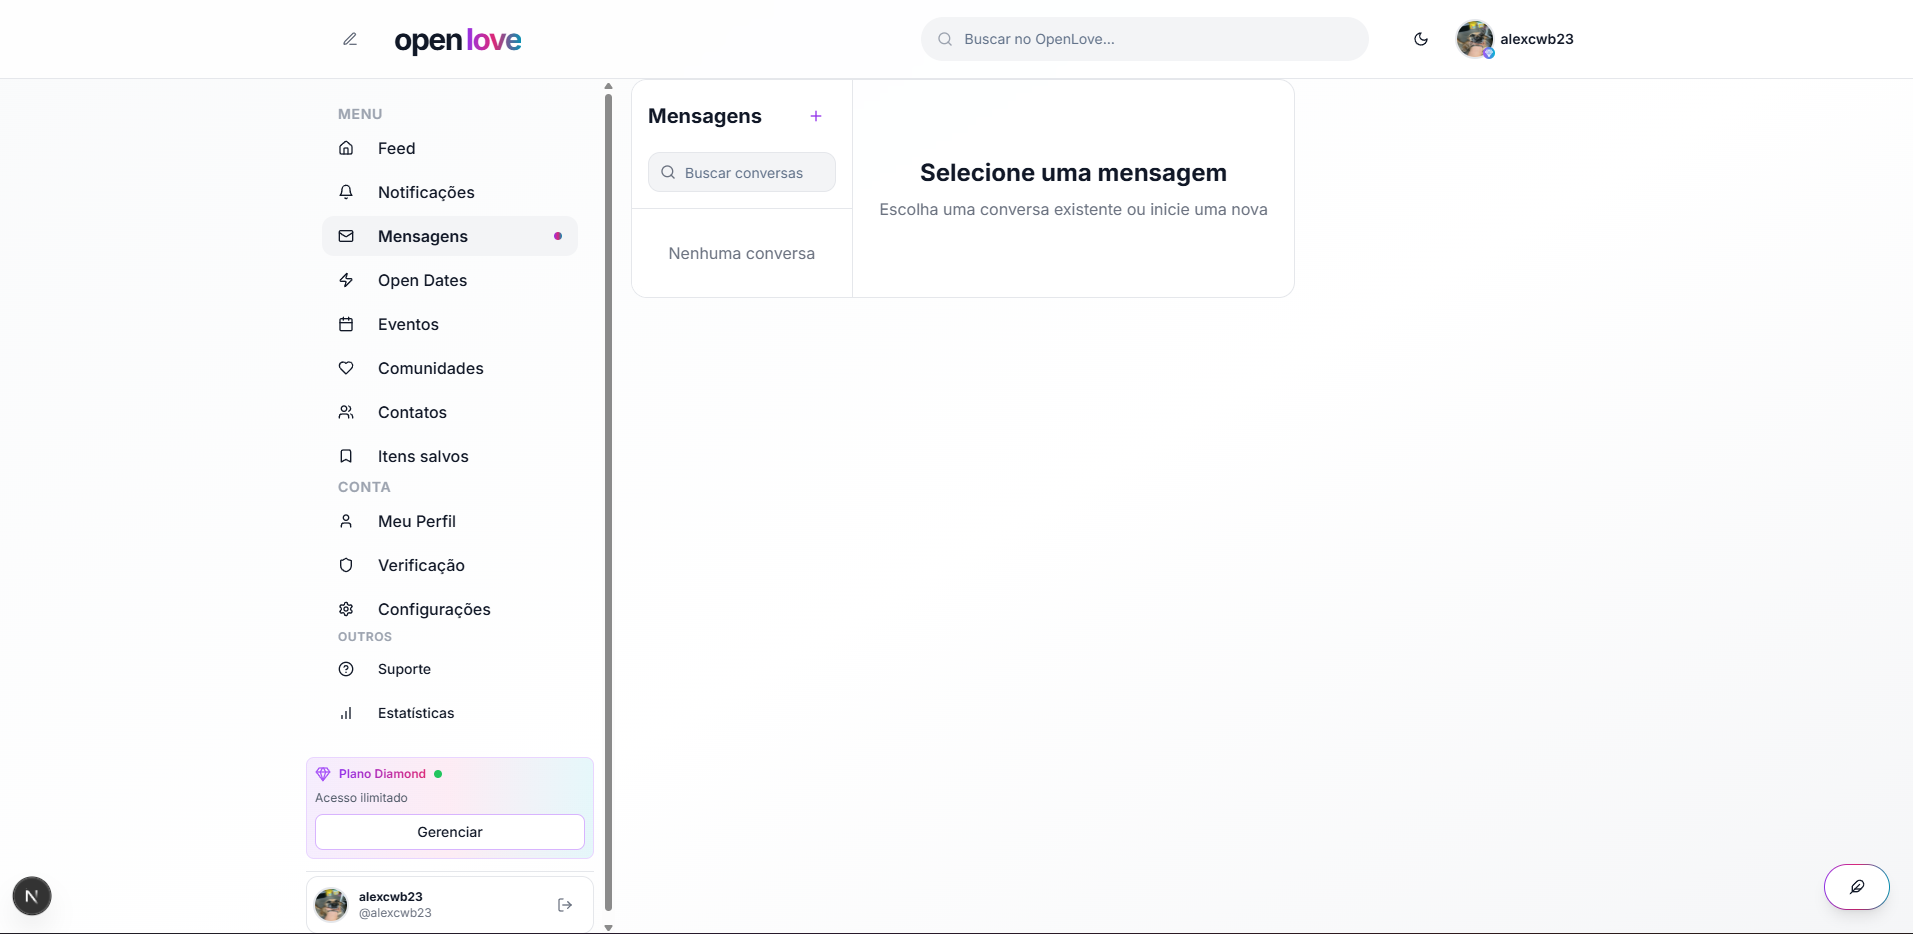 openlove
Buscar no OpenLove...
alexcwb23
MENU
Feed
Notificações
Mensagens
Open Dates
Eventos
Comunidades
Contatos
Itens salvos
CONTA
Meu Perfil
Verificação
Configurações
OUTROS
Suporte
Estatísticas
Plano Diamond
Acesso ilimitado
Gerenciar
alexcwb23
@alexcwb23
N
Mensagens
Buscar conversas
Nenhuma conversa
Selecione uma mensagem
Escolha uma conversa existente ou inicie uma nova